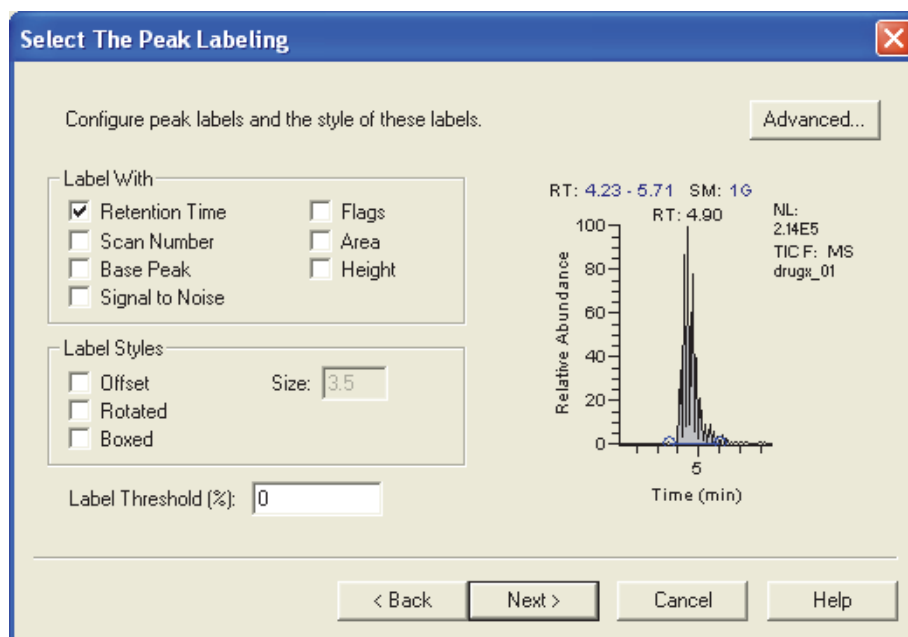 Select The Peak Labeling
Configure peak labels and the style of these labels.
Advanced...
Label With
Retention Time
Scan Number
Base Peak
Signal to Noise
Flags
Area
Height
Label Styles
Offset
Rotated
Boxed
Size: 3.5
Label Threshold (%): 0
RT: 4.23 - 5.71 SM: 1G
RT: 4.90
NL:
2.14E5
TIC F: MS
drugx_01
100
80
60
40
20
0
Relative Abundance
5
Time (min)
< Back
Next >
Cancel
Help